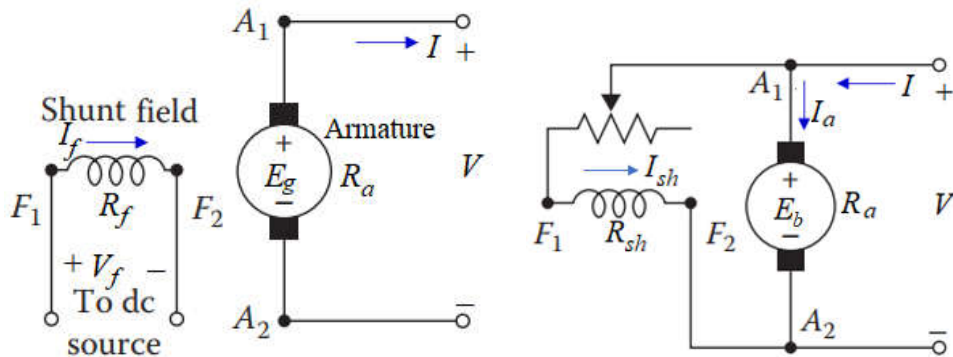 A1
I
+
Shunt field
If
F1
Rf
F2
+ Vf −
To dc
source
Armature
+
Eg
−
Ra
V
A2
−
A1
I
+
Ia
Ish
F1
Rsh
F2
+
Eb
−
Ra
V
A2
−